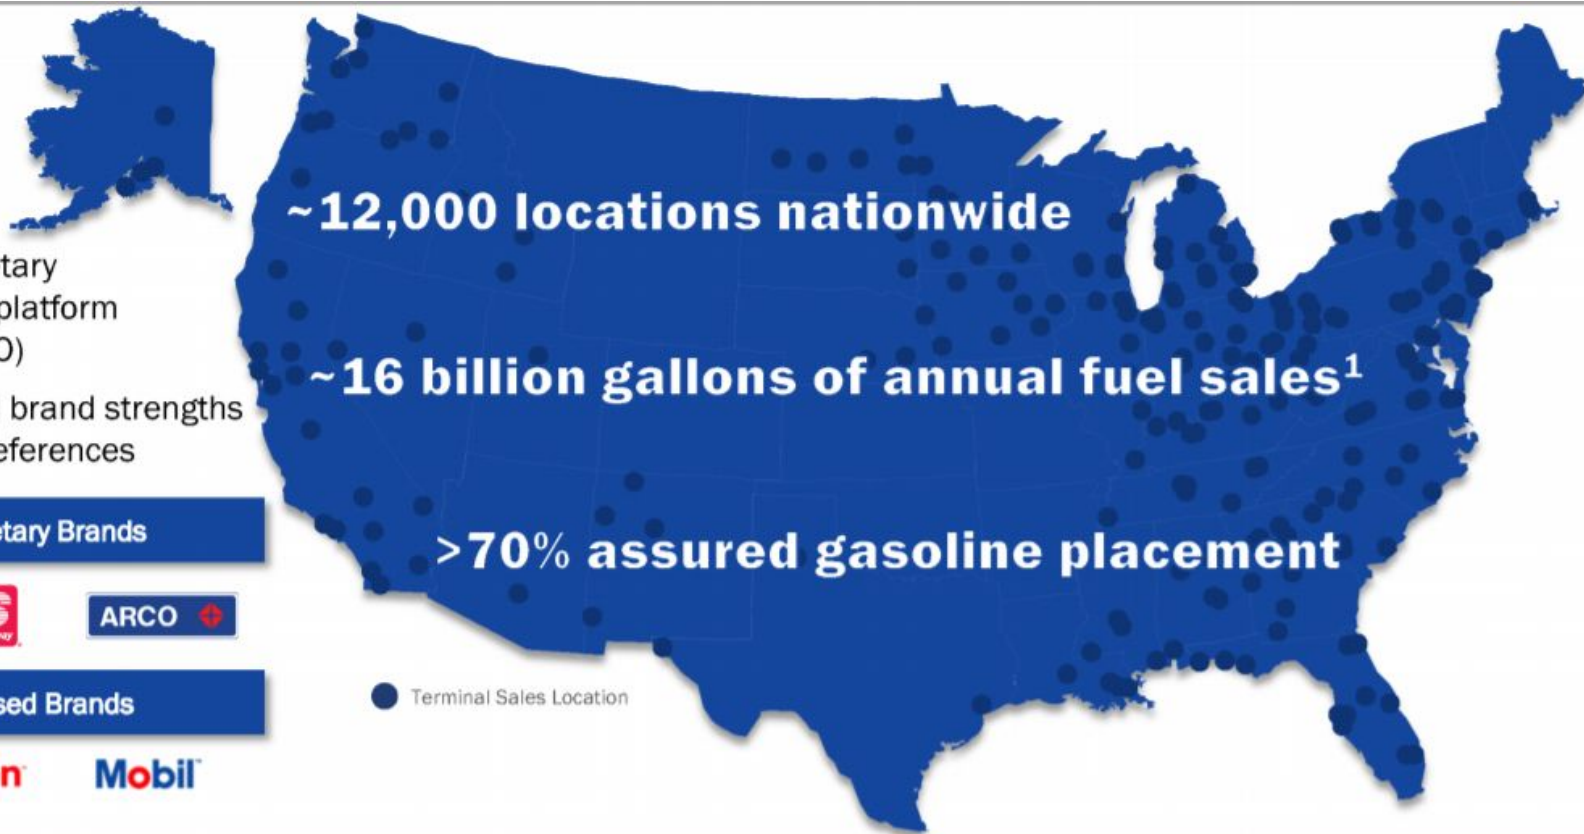 ~12,000 locations nationwide
~16 billion gallons of annual fuel sales¹
>70% assured gasoline placement
Terminal Sales Location
tary
platform
O)
brand strengths
eferences
etary Brands
ARCO
sed Brands
n
Mobil